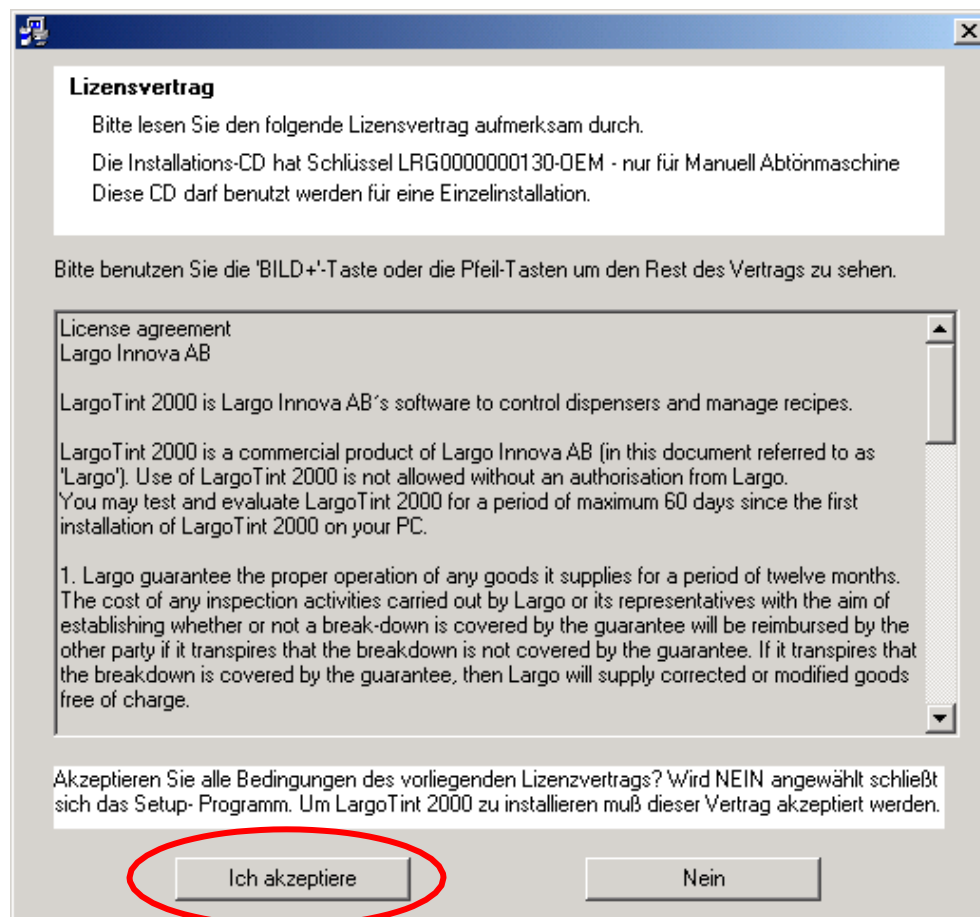 Lizensvertrag
Bitte lesen Sie den folgende Lizensvertrag aufmerksam durch.
Die Installations-CD hat Schlüssel LRG0000000130-OEM - nur für Manuell Abtönmaschine
Diese CD darf benutzt werden für eine Einzelinstallation.
Bitte benutzen Sie die 'BILD+'-Taste oder die Pfeil-Tasten um den Rest des Vertrags zu sehen.
License agreement
Largo Innova AB
LargoTint 2000 is Largo Innova AB´s software to control dispensers and manage recipes.
LargoTint 2000 is a commercial product of Largo Innova AB (in this document referred to as
'Largo'). Use of LargoTint 2000 is not allowed without an authorisation from Largo.
You may test and evaluate LargoTint 2000 for a period of maximum 60 days since the first
installation of LargoTint 2000 on your PC.
1. Largo guarantee the proper operation of any goods it supplies for a period of twelve months.
The cost of any inspection activities carried out by Largo or its representatives with the aim of
establishing whether or not a break-down is covered by the guarantee will be reimbursed by the
other party if it transpires that the breakdown is not covered by the guarantee. If it transpires that
the breakdown is covered by the guarantee, then Largo will supply corrected or modified goods
free of charge.
Akzeptieren Sie alle Bedingungen des vorliegenden Lizenzvertrags? Wird NEIN angewählt schließt
sich das Setup- Programm. Um LargoTint 2000 zu installieren muß dieser Vertrag akzeptiert werden.
Ich akzeptiere
Nein